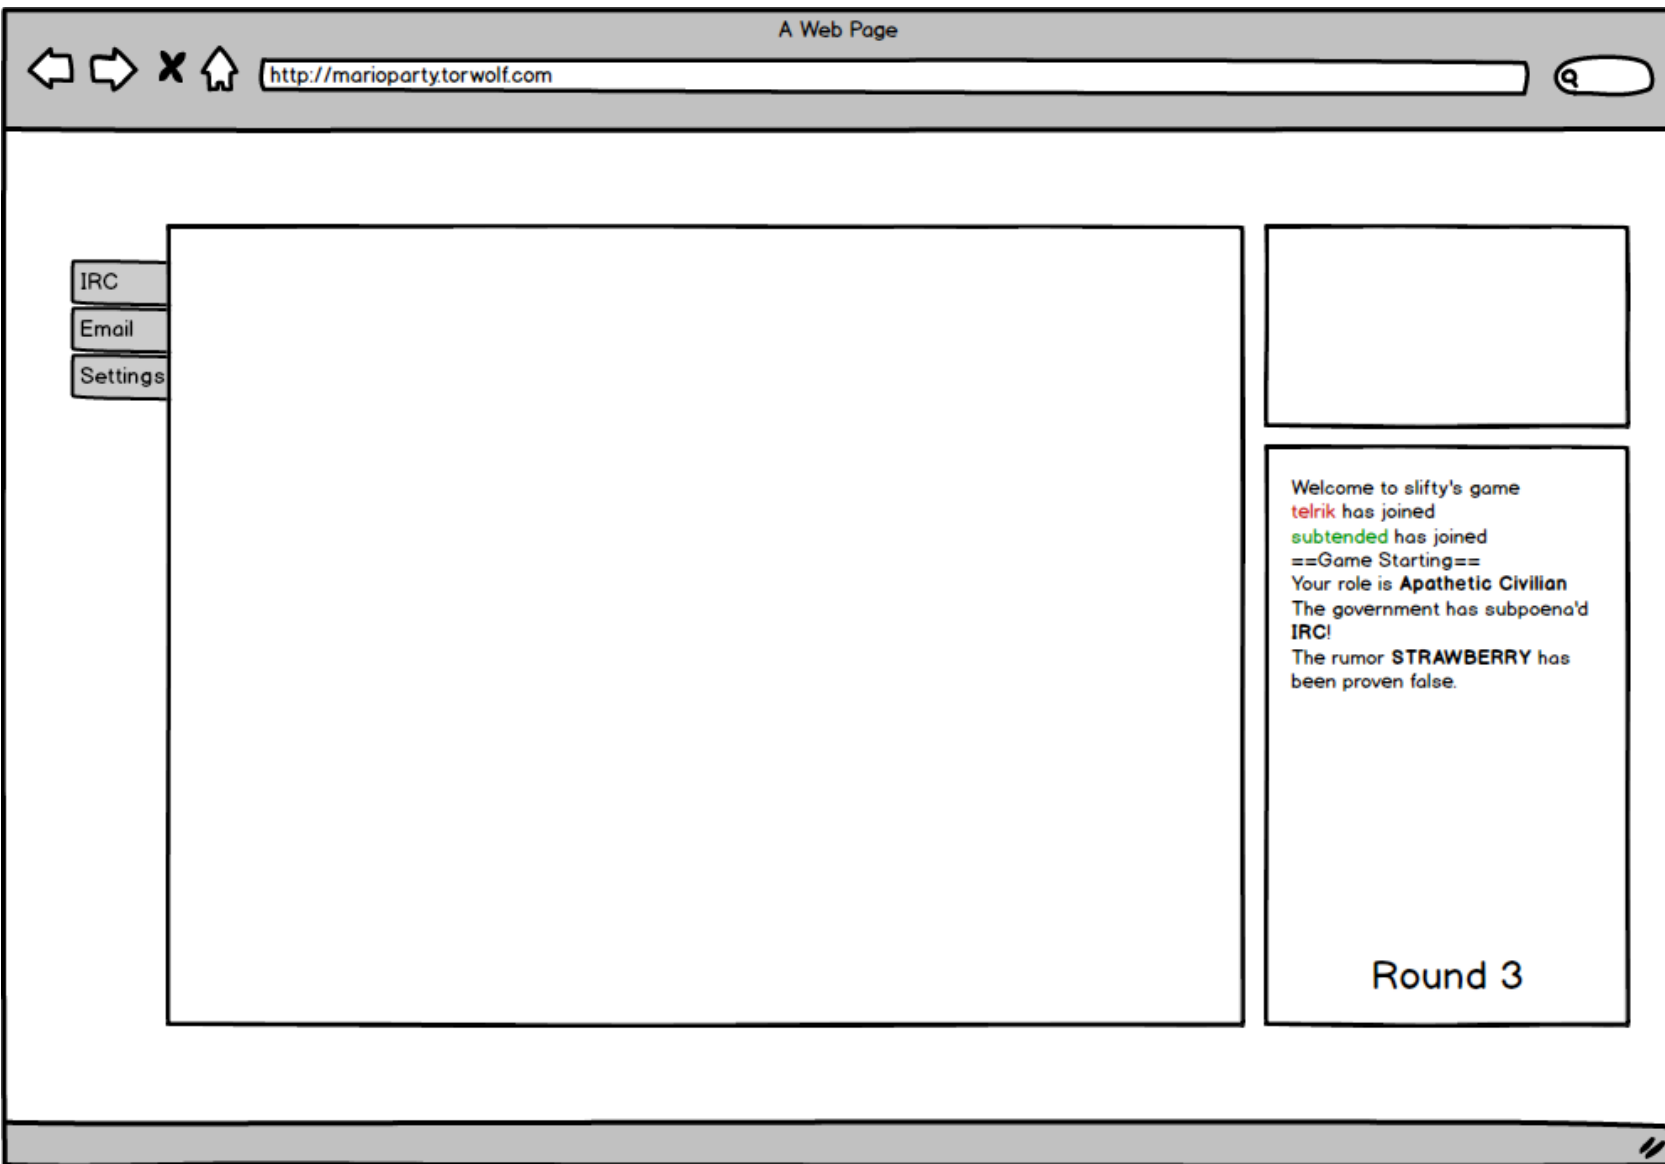 A Web Page
http://marioparty.torwolf.com
IRC
Email
Settings
Welcome to slifty's game
telrik has joined
subtended has joined
==Game Starting==
Your role is Apathetic Civilian
The government has subpoena'd
IRC!
The rumor STRAWBERRY has
been proven false.
Round 3